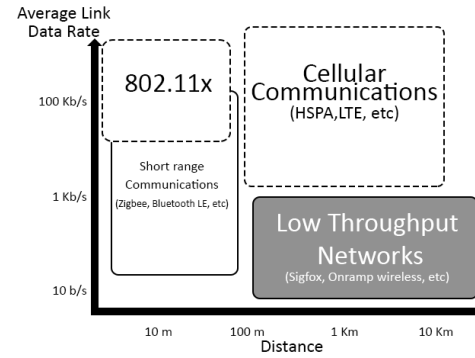 Average Link
Data Rate
802.11x
Cellular
Communications
(HSPA,LTE, etc)
100 Kb/s
Short range
Communications
(Zigbee, Bluetooth LE, etc)
1 Kb/s
Low Throughput
Networks
(Sigfox, Onramp wireless, etc)
10 b/s
10 m
100 m
1 Km
10 Km
Distance